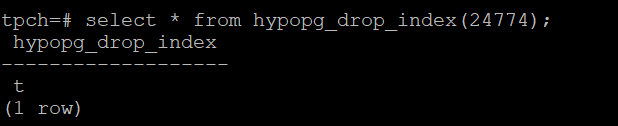 tpch=# select * from hypopg_drop_index(24774);
 hypopg_drop_index
-------------------
 t
(1 row)